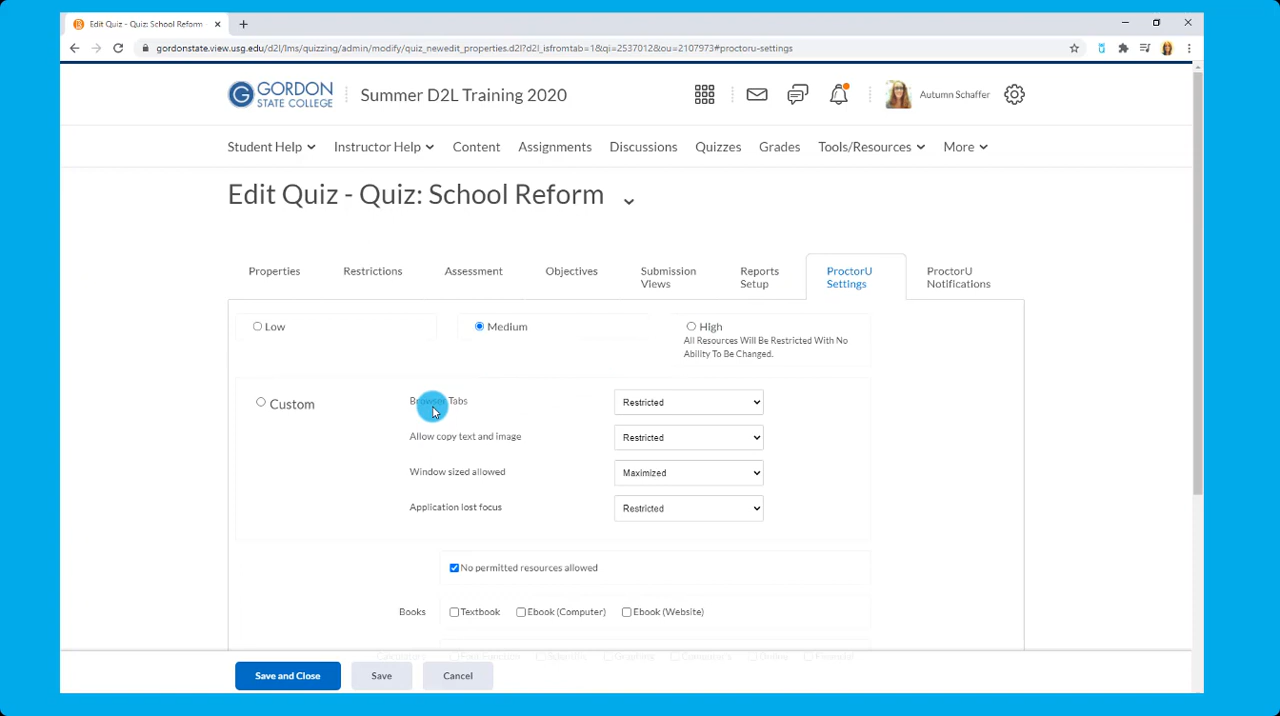 Edit Quiz - Quiz: School Reform
gordonstate.view.usg.edu/d2l/lms/quizzing/admin/modify/quiz_newedit_properties.d2l?d2l_isfromtab=1&qi=2537012&ou=2107973#proctoru-settings
G GORDON STATE COLLEGE
Summer D2L Training 2020
Autumn Schaffer
Student Help Instructor Help Content Assignments Discussions Quizzes Grades Tools/Resources More
Edit Quiz - Quiz: School Reform
Properties Restrictions Assessment Objectives Submission Views Reports Setup ProctorU Settings ProctorU Notifications
Low Medium High
All Resources Will Be Restricted With No
Ability To Be Changed.
Custom Browser Tabs Restricted
Allow copy text and image Restricted
Window sized allowed Maximized
Application lost focus Restricted
No permitted resources allowed
Books Textbook Ebook (Computer) Ebook (Website)
Save and Close Save Cancel